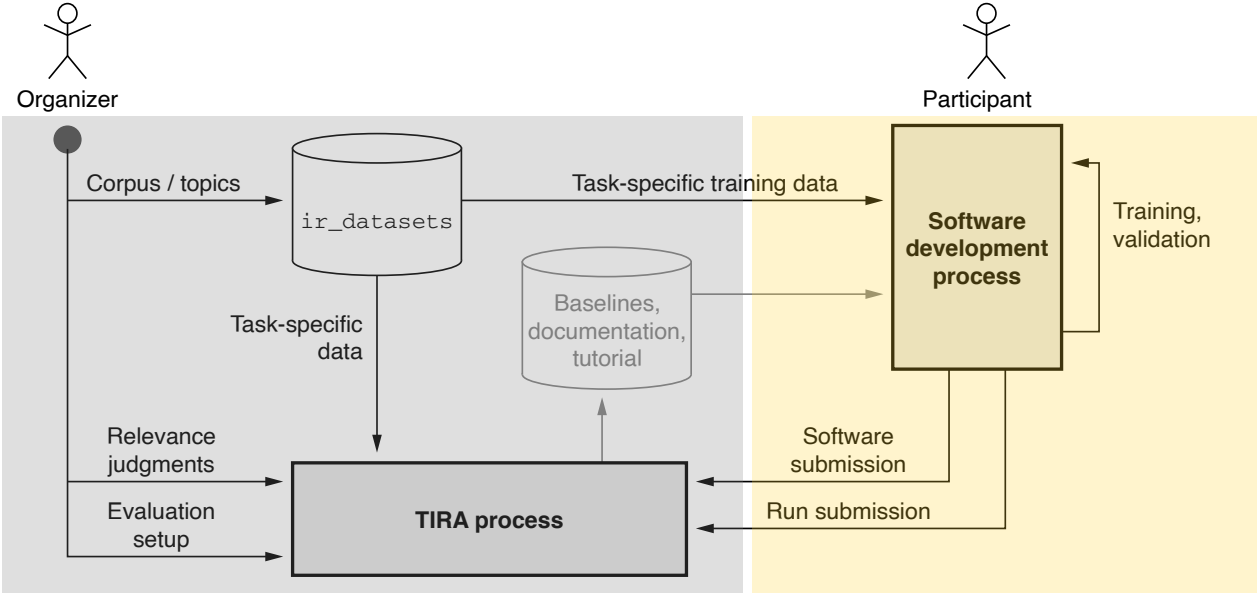 Organizer
Participant
Corpus / topics
ir_datasets
Task-specific training data
Software
development
process
Training,
validation
Baselines,
documentation,
tutorial
Task-specific
data
Relevance
judgments
Evaluation
setup
TIRA process
Software
submission
Run submission